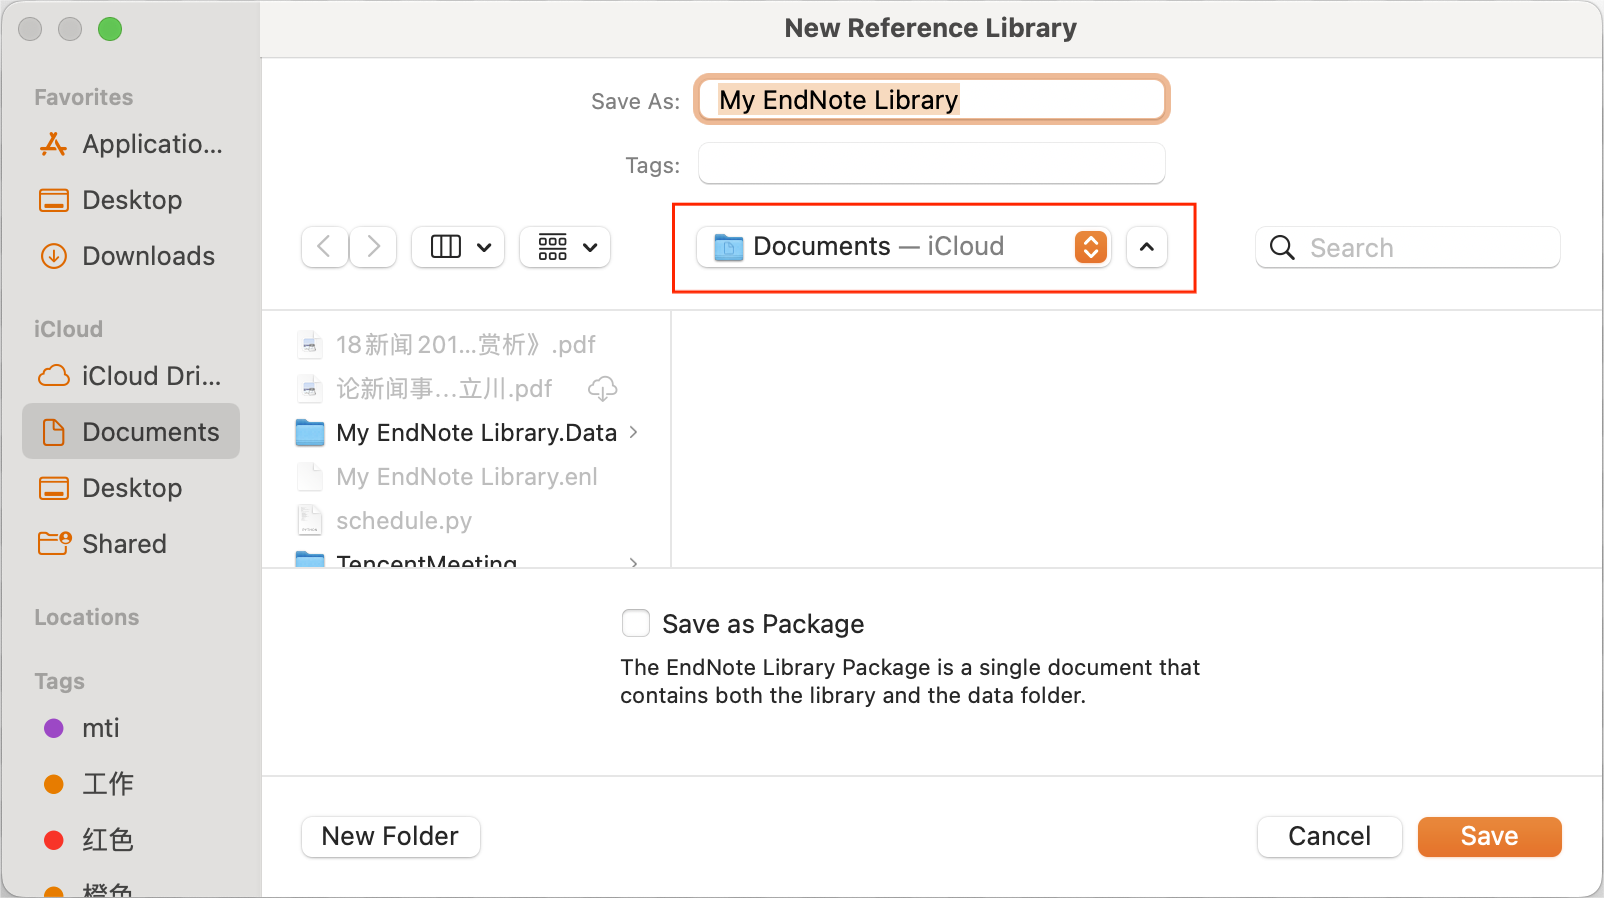 New Reference Library
Favorites
Applicatio...
Desktop
Downloads
iCloud
iCloud Dri...
Documents
Desktop
Shared
Locations
Tags
mti
工作
红色
橙色
Save As: My EndNote Library
Tags:
Documents — iCloud
Search
18新闻201...赏析》.pdf
论新闻事...立川.pdf
My EndNote Library.Data
My EndNote Library.enl
schedule.py
TencentMeeting
Save as Package
The EndNote Library Package is a single document that
contains both the library and the data folder.
New Folder
Cancel
Save